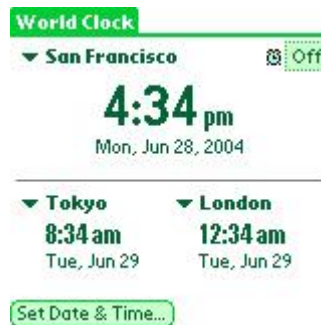 World Clock
San Francisco Off
4:34 pm
Mon, Jun 28, 2004
Tokyo London
8:34 am 12:34 am
Tue, Jun 29 Tue, Jun 29
Set Date & Time...